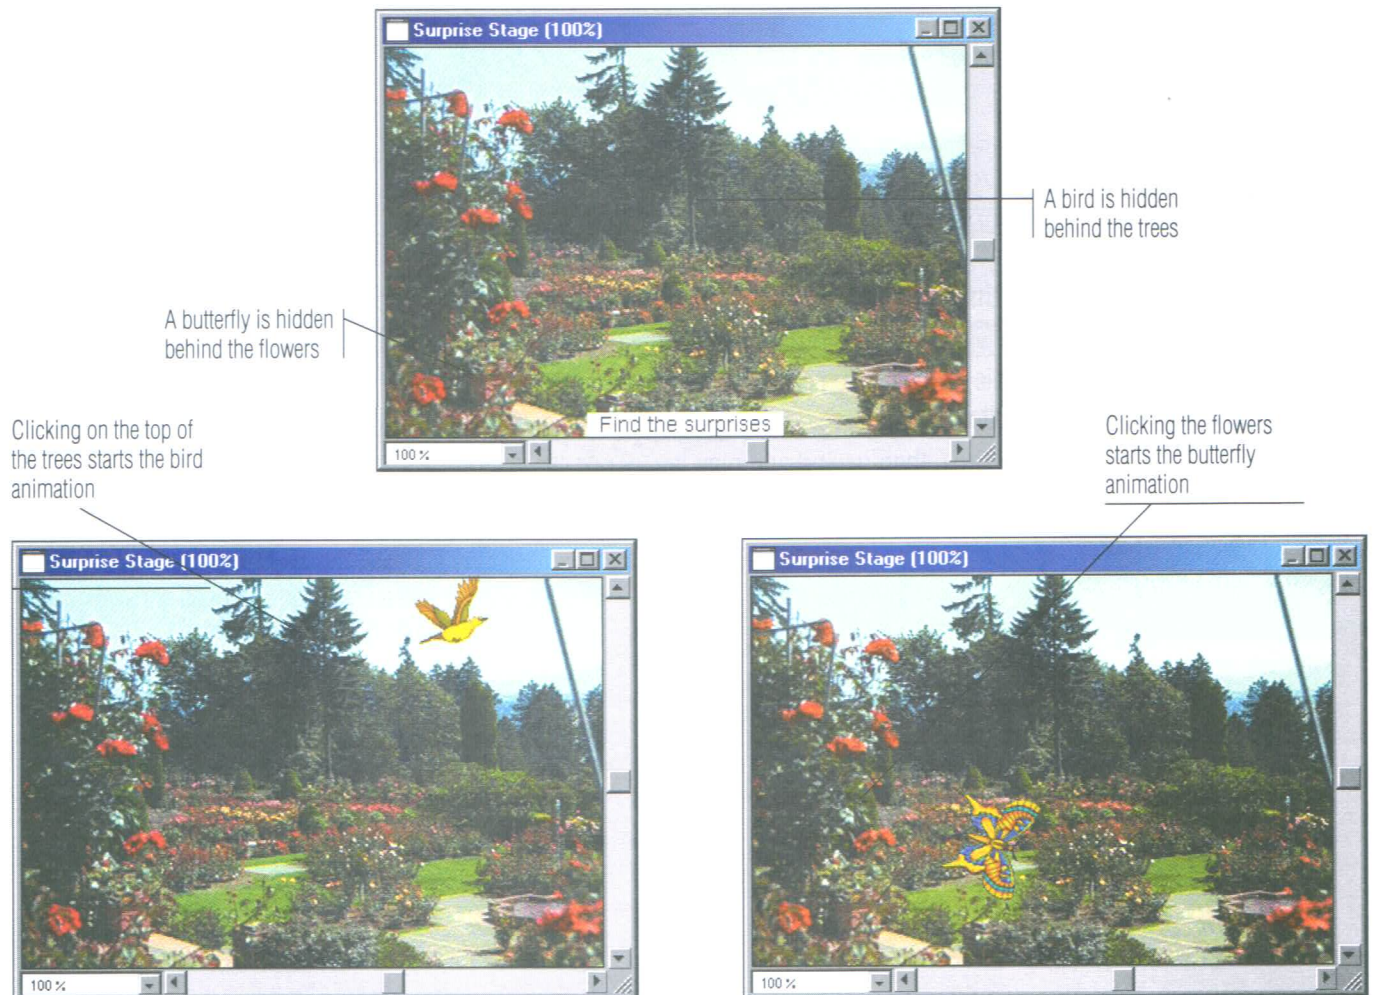 Surprise Stage (100%)
A bird is hidden
behind the trees
A butterfly is hidden
behind the flowers
Find the surprises
100 %
Clicking on the top of
the trees starts the bird
animation
Clicking the flowers
starts the butterfly
animation
Surprise Stage (100%)
100 %
Surprise Stage (100%)
100 %